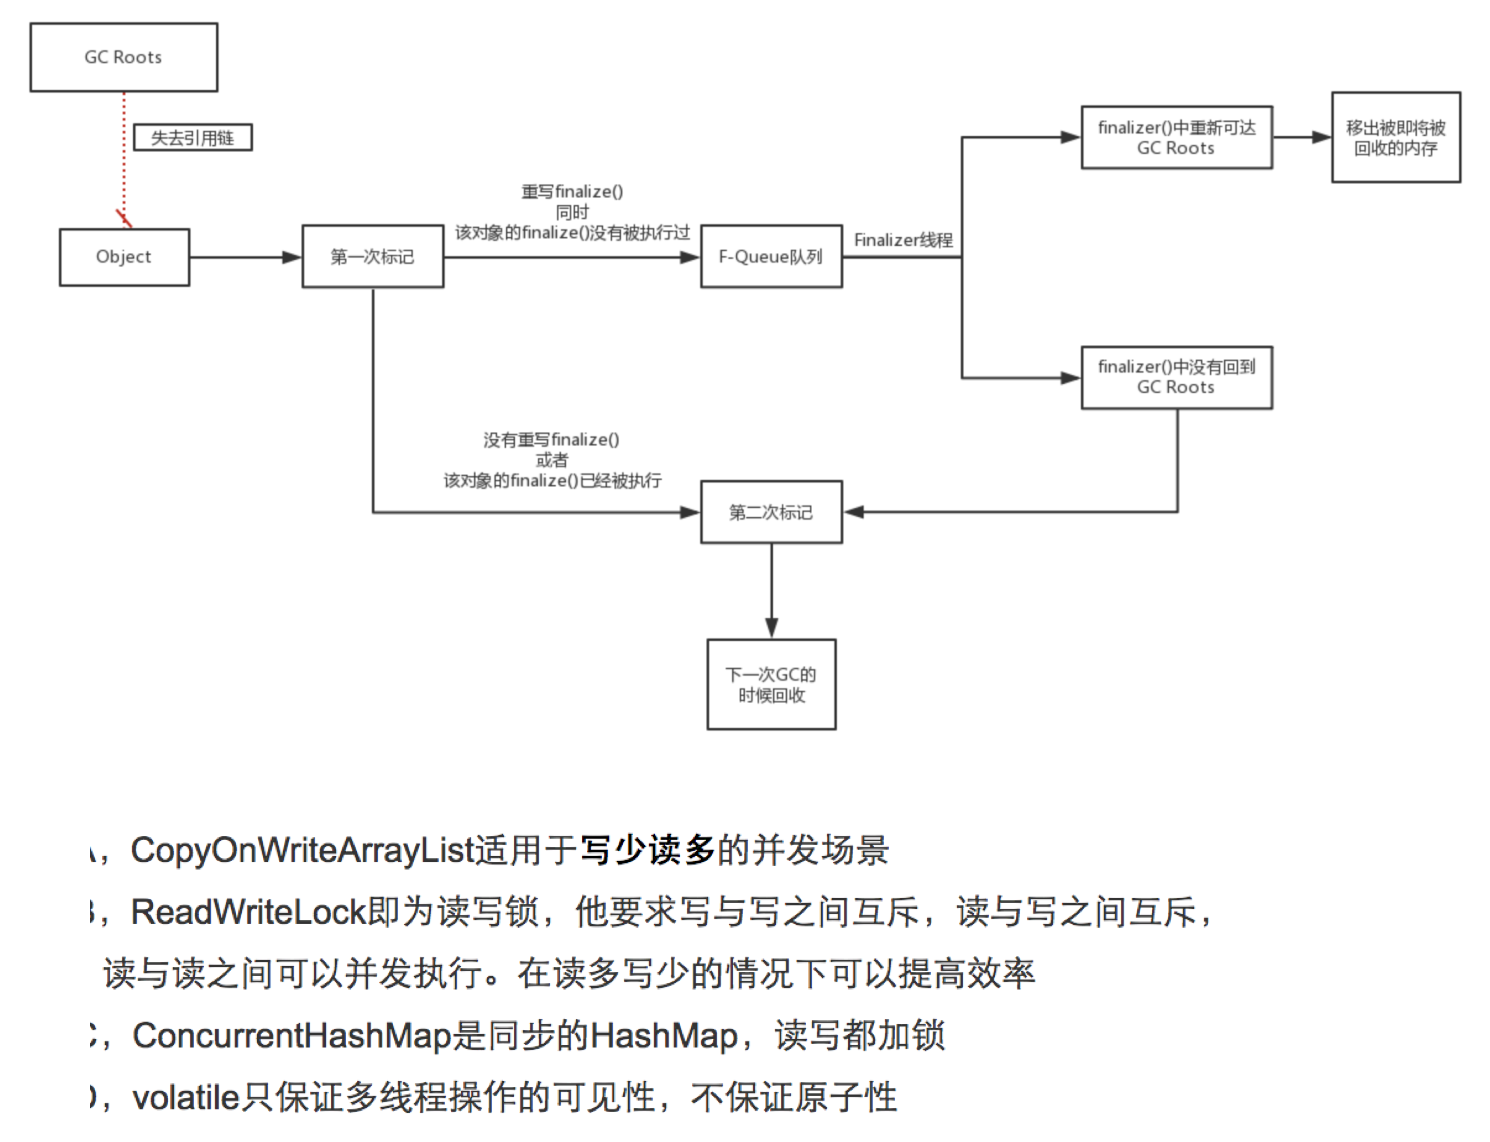 GC Roots
失去引用链
Object
第一次标记
重写finalize()
同时
该对象的finalize()没有被执行过
F-Queue队列
Finalizer线程
finalizer()中重新可达
GC Roots
移出被即将被
回收的内存
finalizer()中没有回到
GC Roots
没有重写finalize()
或者
该对象的finalize()已经被执行
第二次标记
下一次GC的
时候回收
，CopyOnWriteArrayList适用于写少读多的并发场景
，ReadWriteLock即为读写锁，他要求写与写之间互斥，读与写之间互斥，
读与读之间可以并发执行。在读多写少的情况下可以提高效率
，ConcurrentHashMap是同步的HashMap，读写都加锁
，volatile只保证多线程操作的可见性，不保证原子性